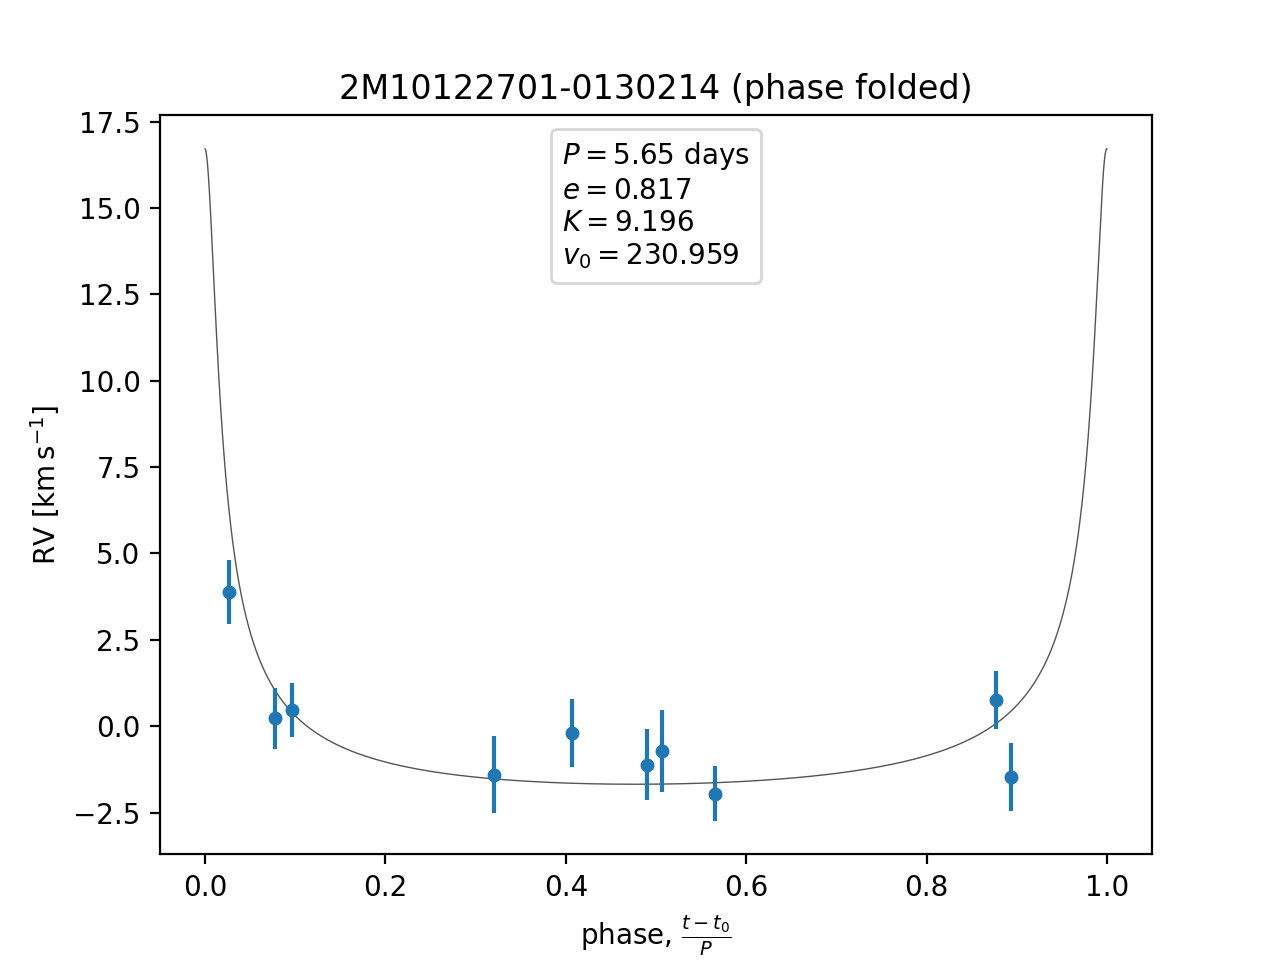 2M10122701-0130214 (phase folded)
P = 5.65 days
e = 0.817
K = 9.196
v₀ = 230.959
17.5
15.0
12.5
10.0
7.5
5.0
2.5
0.0
−2.5
RV [km s⁻¹]
0.0 0.2 0.4 0.6 0.8 1.0
phase, (t − t₀)/P